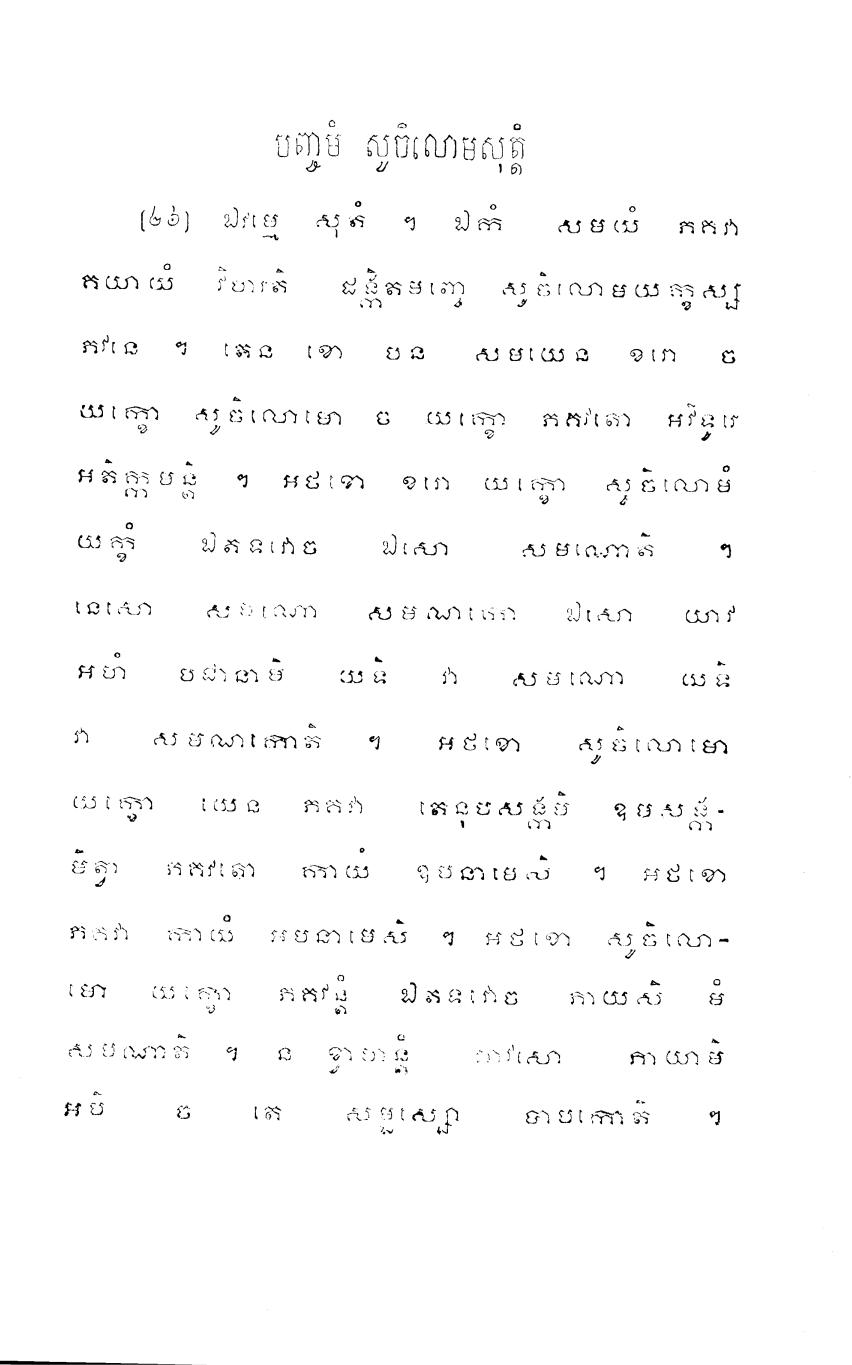 បញ្ចមំ សូចិលោមសុត្តំ
[៤៦] ឯវម្មេ សុតំ ។ ឯកំ សមយំ ភគវា
គយាយំ វិហរតិ ដង្កិតមញ្ចេ សូចិលោមយក្ខស្ស
ភវនេ ។ តេន ខោ បន សមយេន ខរោ ច
យក្ខោ សូចិលោមោ ច យក្ខោ ភគវតោ អវិទូរេ
អតិក្កមន្តិ ។ អថខោ ខរោ យក្ខោ សូចិលោមំ
យក្ខំ ឯតទវោច ឯសោ សមណោតិ ។
នេសោ សមណោ សមណកោ ឯសោ យាវ
អហំ បជានាមិ យទិ វា សមណោ យទិ
វា សមណកោតិ ។ អថខោ សូចិលោមោ
យក្ខោ យេន ភគវា តេនុបសង្កមិ ឧបសង្ក-
មិត្វា ភគវតោ កាយំ ឧបនាមេសិ ។ អថខោ
ភគវា កាយំ អបនាមេសិ ។ អថខោ សូចិលោ-
មោ យក្ខោ ភគវន្តំ ឯតទវោច ភាយសិ មំ
សមណាតិ ។ ន ខ្វាហន្តំ អាវុសោ ភាយាមិ
អបិ ច តេ សម្ផស្សោ បាបកោតិ ។